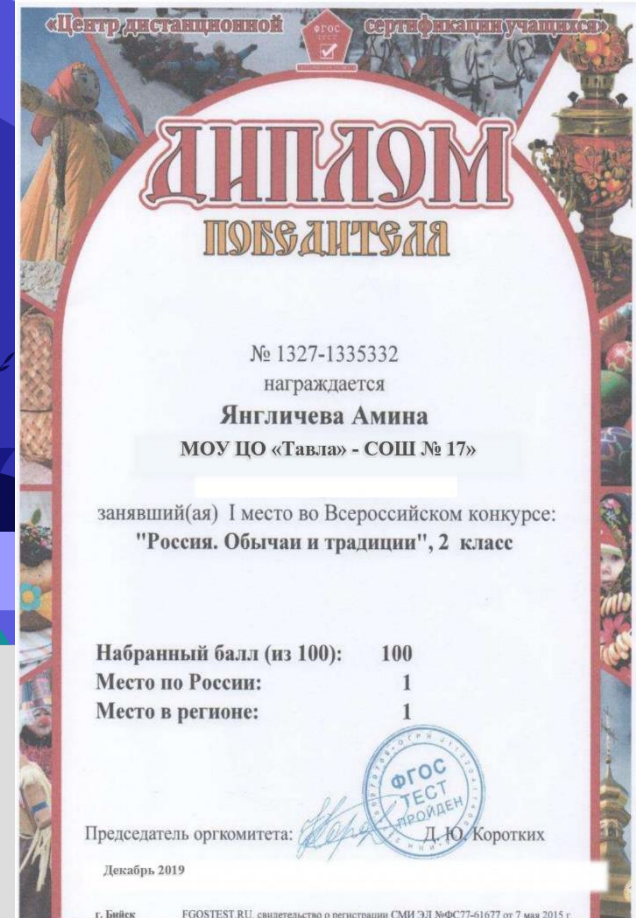 «Центр дистанционной сертификации учащихся»
ФГОС
ТЕСТ
ДИПЛОМ
ПОБЕДИТЕЛЯ
№ 1327-1335332
награждается
Янгличева Амина
МОУ ЦО «Тавла» - СОШ № 17»
занявший(ая) I место во Всероссийском конкурсе:
"Россия. Обычаи и традиции", 2 класс
Набранный балл (из 100): 100
Место по России: 1
Место в регионе: 1
ФГОС
ТЕСТ
ПРОЙДЕН
Председатель оргкомитета: Д. Ю. Коротких
Декабрь 2019
г. Бийск FGOSTEST.RU, свидетельство о регистрации СМИ ЭЛ №ФС77-61677 от 7 мая 2015 г